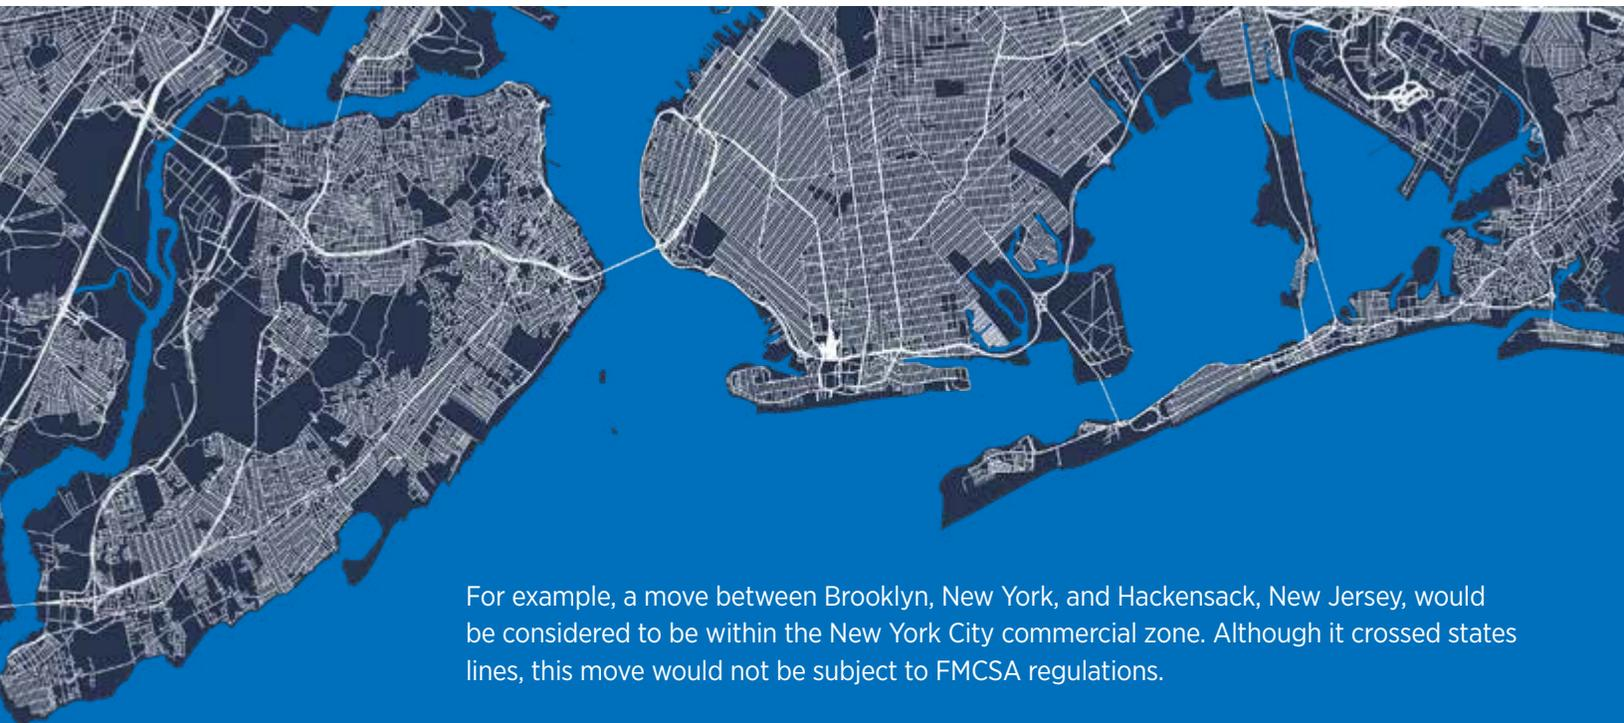 For example, a move between Brooklyn, New York, and Hackensack, New Jersey, would
be considered to be within the New York City commercial zone. Although it crossed states
lines, this move would not be subject to FMCSA regulations.